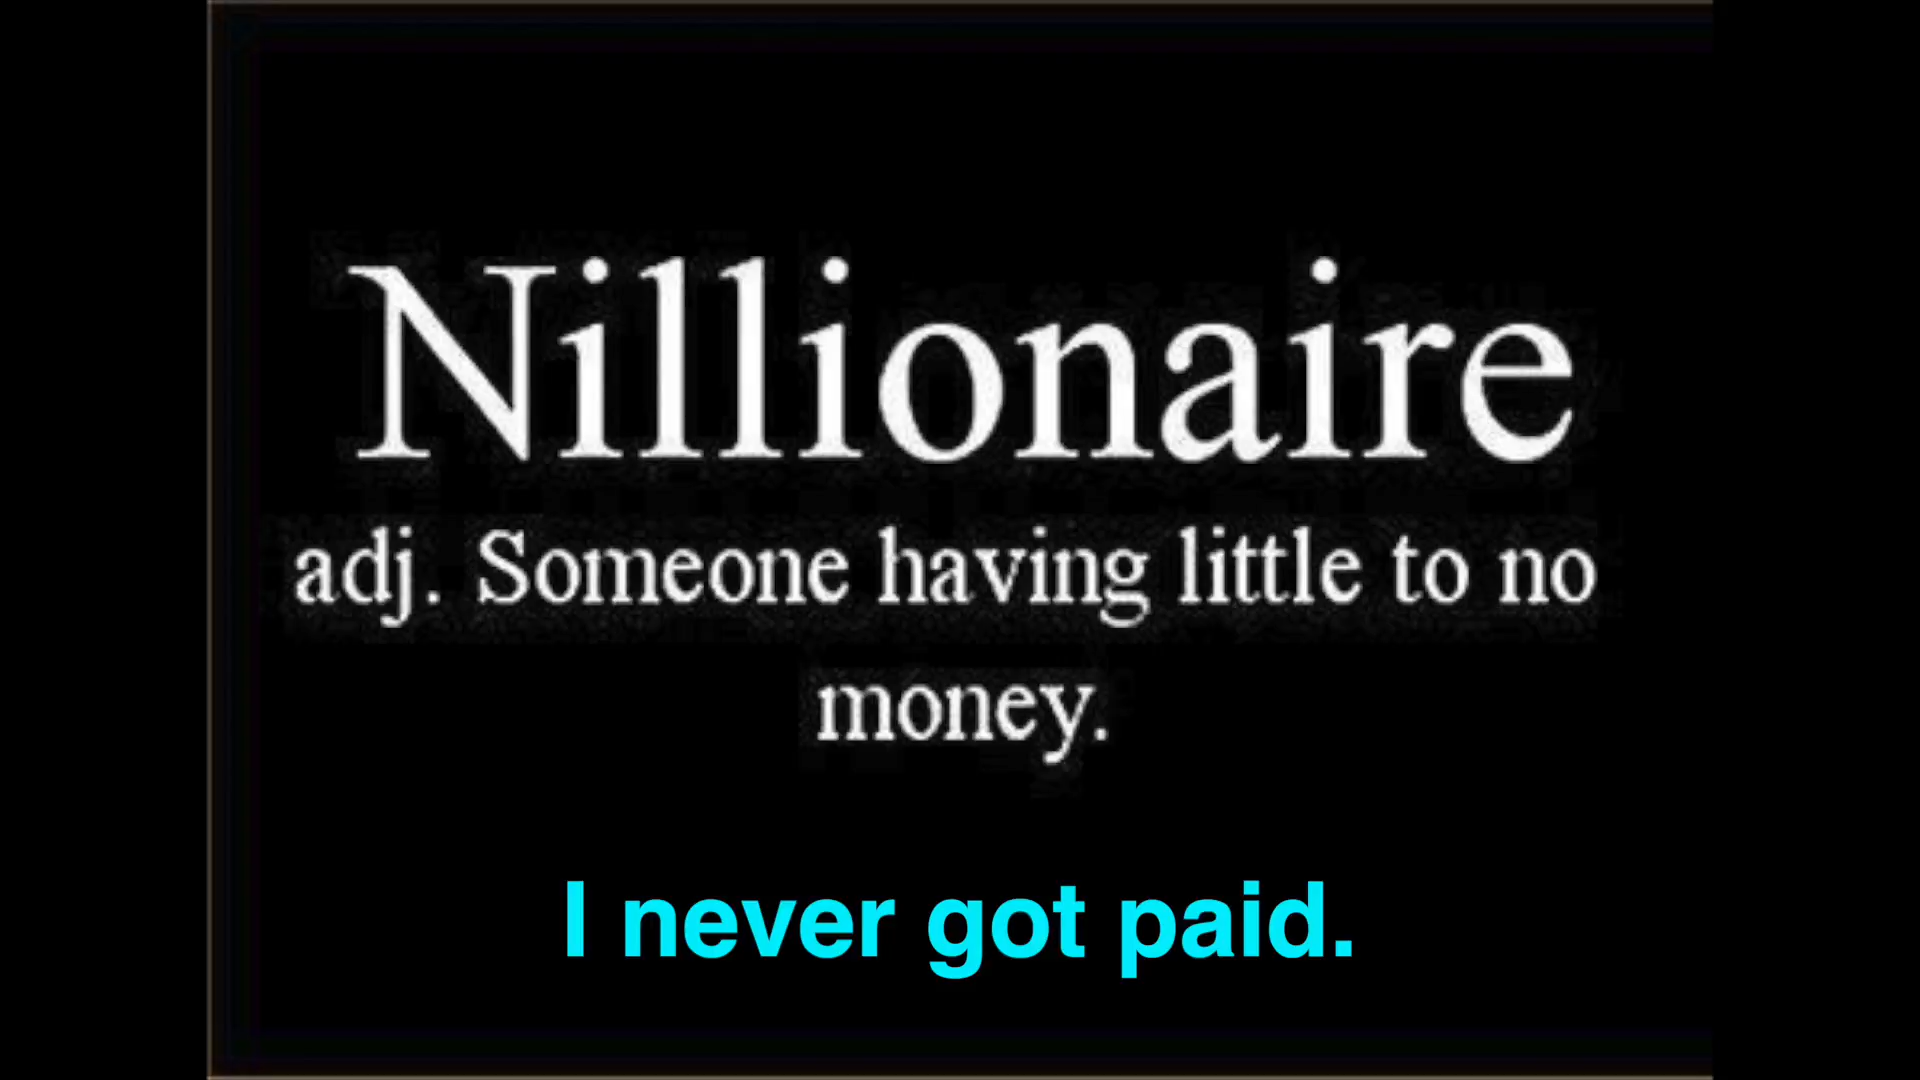 Nillionaire
adj. Someone having little to no
money.
I never got paid.